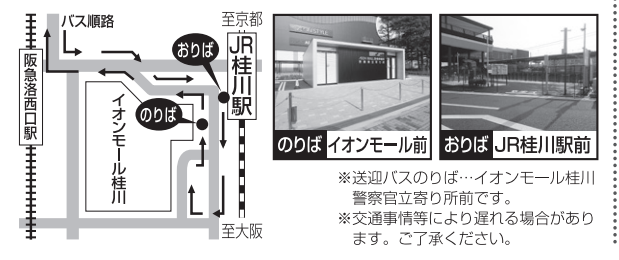 バス順路
至京都
おりば
JR桂川駅
阪急洛西口駅
イオンモール桂川
のりば
至大阪
のりば イオンモール前
おりば JR桂川駅前
※送迎バスのりば…イオンモール桂川
警察官立寄り所前です。
※交通事情等により遅れる場合があり
ます。ご了承ください。